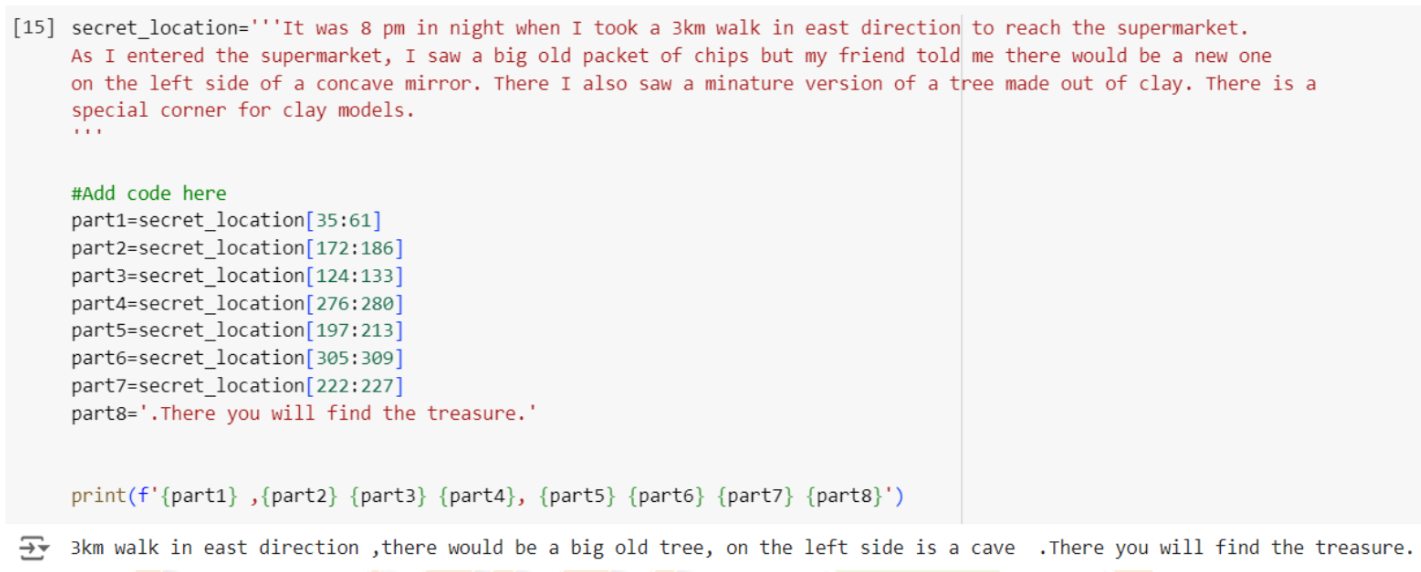 [15] secret_location='''It was 8 pm in night when I took a 3km walk in east direction to reach the supermarket.
As I entered the supermarket, I saw a big old packet of chips but my friend told me there would be a new one
on the left side of a concave mirror. There I also saw a minature version of a tree made out of clay. There is a
special corner for clay models.
'''
#Add code here
part1=secret_location[35:61]
part2=secret_location[172:186]
part3=secret_location[124:133]
part4=secret_location[276:280]
part5=secret_location[197:213]
part6=secret_location[305:309]
part7=secret_location[222:227]
part8='.There you will find the treasure.'
print(f'{part1} ,{part2} {part3} {part4}, {part5} {part6} {part7} {part8}')
3km walk in east direction ,there would be a big old tree, on the left side is a cave  .There you will find the treasure.